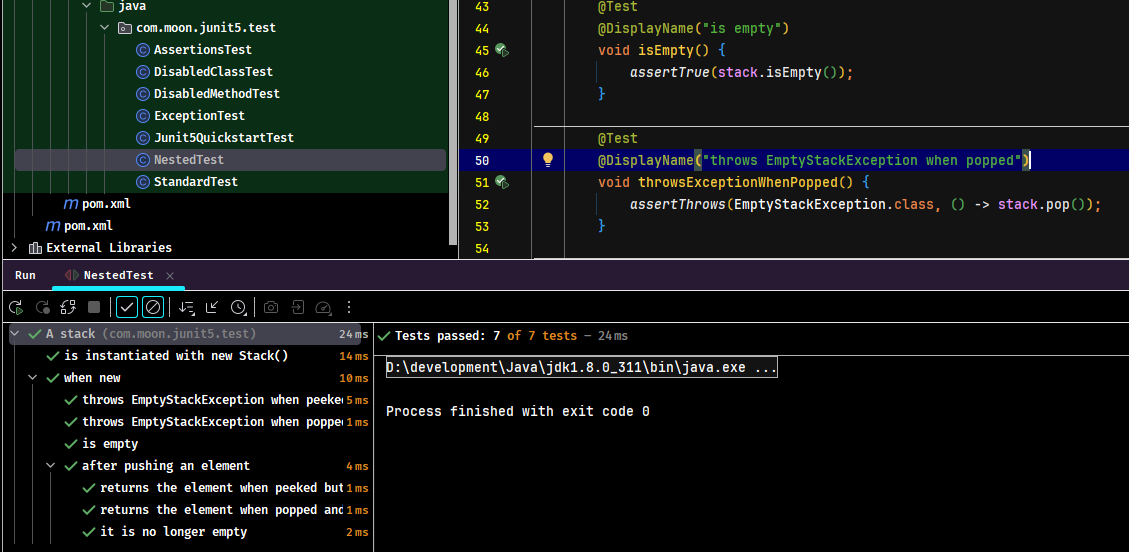 java
com.moon.junit5.test
AssertionsTest
DisabledClassTest
DisabledMethodTest
ExceptionTest
Junit5QuickstartTest
NestedTest
StandardTest
pom.xml
pom.xml
External Libraries
43 @Test
44 @DisplayName("is empty")
45 void isEmpty() {
46 assertTrue(stack.isEmpty());
47 }
48
49 @Test
50 @DisplayName("throws EmptyStackException when popped")
51 void throwsExceptionWhenPopped() {
52 assertThrows(EmptyStackException.class, () -> stack.pop());
53 }
54
Run NestedTest
A stack (com.moon.junit5.test) 24 ms
is instantiated with new Stack() 14 ms
when new 10 ms
throws EmptyStackException when peeked 5 ms
throws EmptyStackException when popped 1 ms
is empty
after pushing an element 4 ms
returns the element when peeked but 1 ms
returns the element when popped and 1 ms
it is no longer empty 2 ms
Tests passed: 7 of 7 tests – 24 ms
D:\development\Java\jdk1.8.0_311\bin\java.exe ...
Process finished with exit code 0